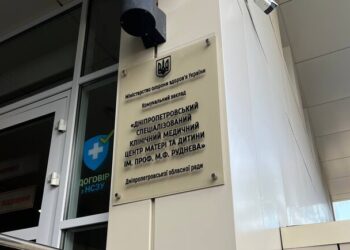 Міністерство охорони здоров'я України
Комунальний заклад
«ДНІПРОПЕТРОВСЬКИЙ
СПЕЦІАЛІЗОВАНИЙ
КЛІНІЧНИЙ МЕДИЧНИЙ
ЦЕНТР МАТЕРІ ТА ДИТИНИ
ІМ. ПРОФ. М.Ф. РУДНЄВА»
Дніпропетровської обласної ради
ДОГОВІР
З НСЗУ